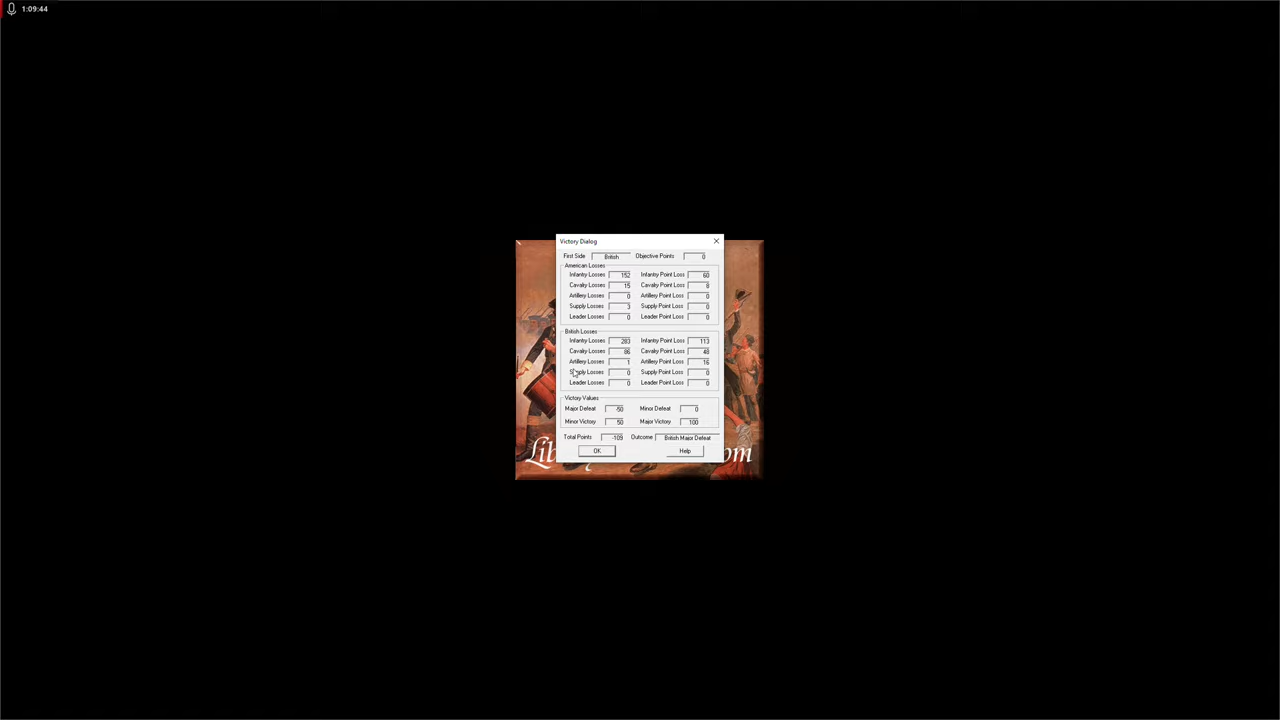 1:09:44
Victory Dialog
First Side British Objective Points 0
American Losses
Infantry Losses 152 Infantry Point Loss 60
Cavalry Losses 15 Cavalry Point Loss 8
Artillery Losses 0 Artillery Point Loss 0
Supply Losses 3 Supply Point Loss 0
Leader Losses 0 Leader Point Loss 0
British Losses
Infantry Losses 283 Infantry Point Loss 113
Cavalry Losses 86 Cavalry Point Loss 48
Artillery Losses 1 Artillery Point Loss 16
Supply Losses 0 Supply Point Loss 0
Leader Losses 0 Leader Point Loss 0
Victory Values
Major Defeat -50 Minor Defeat 0
Minor Victory 50 Major Victory 100
Total Points -109 Outcome British Major Defeat
OK Help